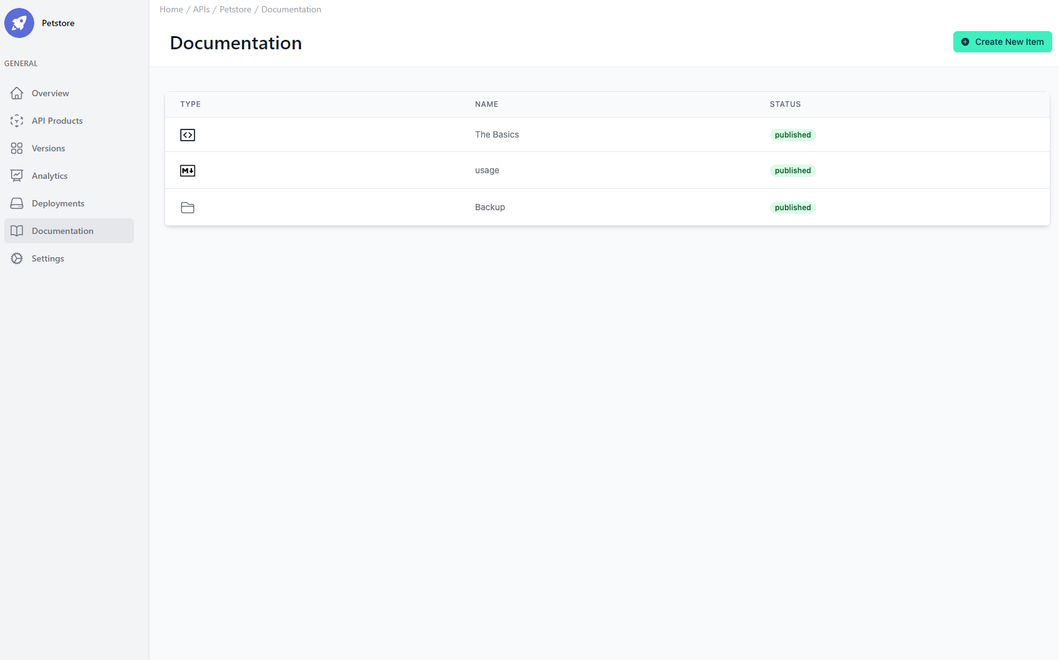 Petstore
GENERAL
Overview
API Products
Versions
Analytics
Deployments
Documentation
Settings
Home / APIs / Petstore / Documentation
Documentation
Create New Item
TYPE NAME STATUS
The Basics published
M usage published
Backup published